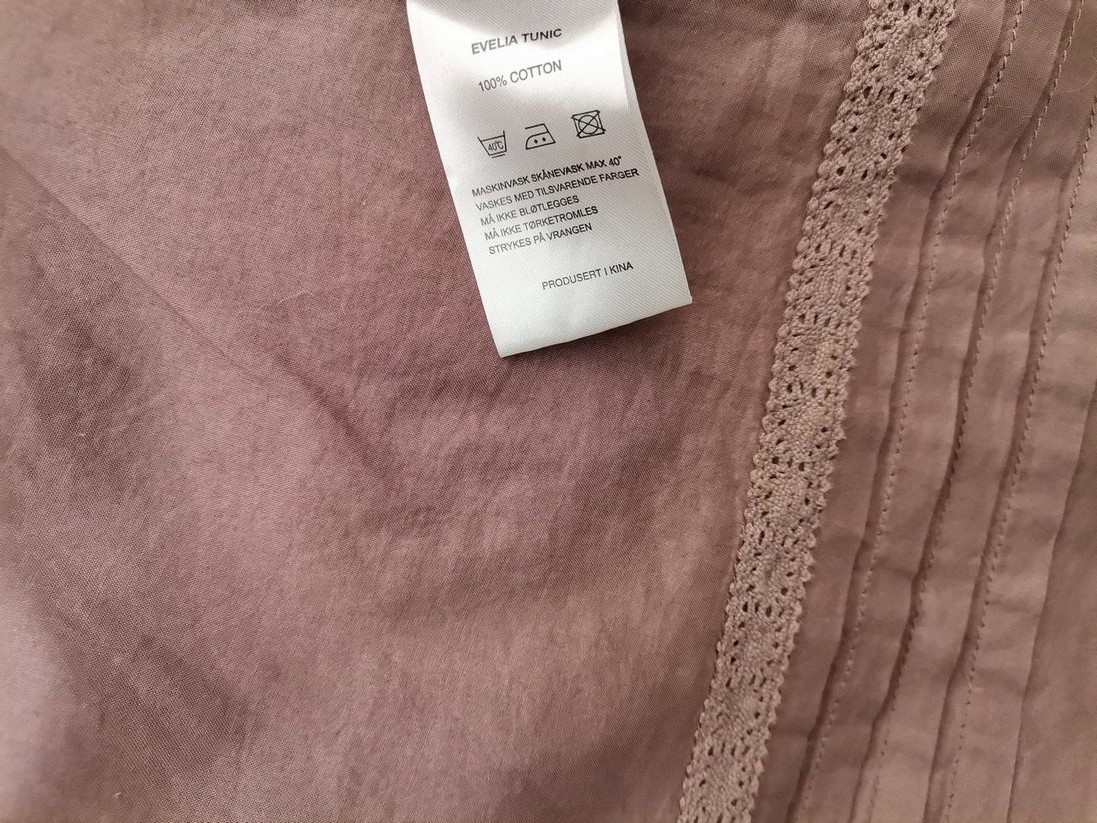 EVELIA TUNIC
100% COTTON
40°C
MASKINVASK SKÅNEVASK MAX 40°
VASKES MED TILSVARENDE FARGER
MÅ IKKE BLØTLEGGES
MÅ IKKE TØRKETROMLES
STRYKES PÅ VRANGEN
PRODUSERT I KINA